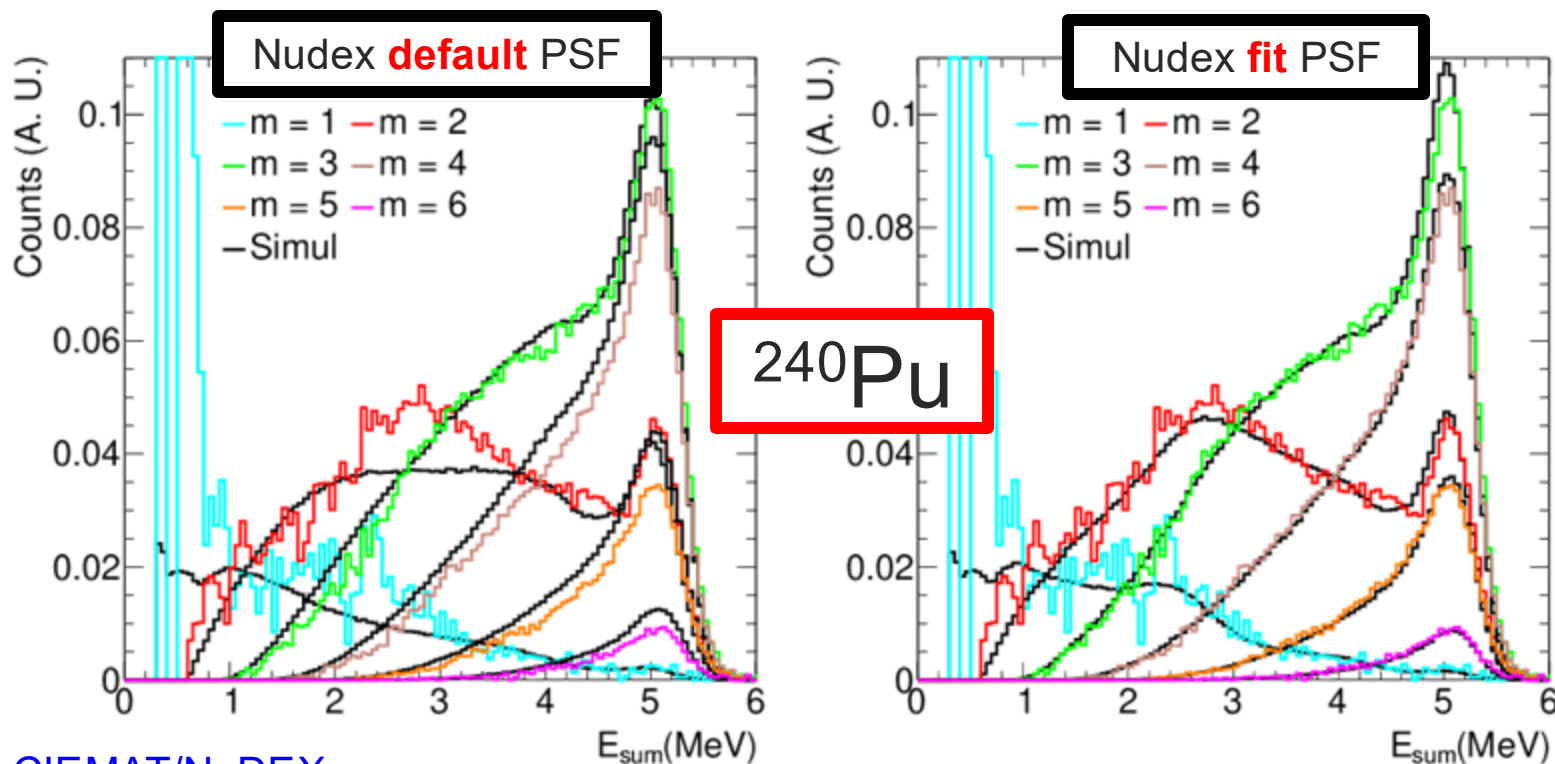 Nudex default PSF
Counts (A. U.)
0.1
0.08
0.06
0.04
0.02
0
m = 1 m = 2
m = 3 m = 4
m = 5 m = 6
Simul
0 1 2 3 4 5 6
Esum(MeV)
240Pu
Nudex fit PSF
Counts (A. U.)
0.1
0.08
0.06
0.04
0.02
0
m = 1 m = 2
m = 3 m = 4
m = 5 m = 6
Simul
0 1 2 3 4 5 6
Esum(MeV)